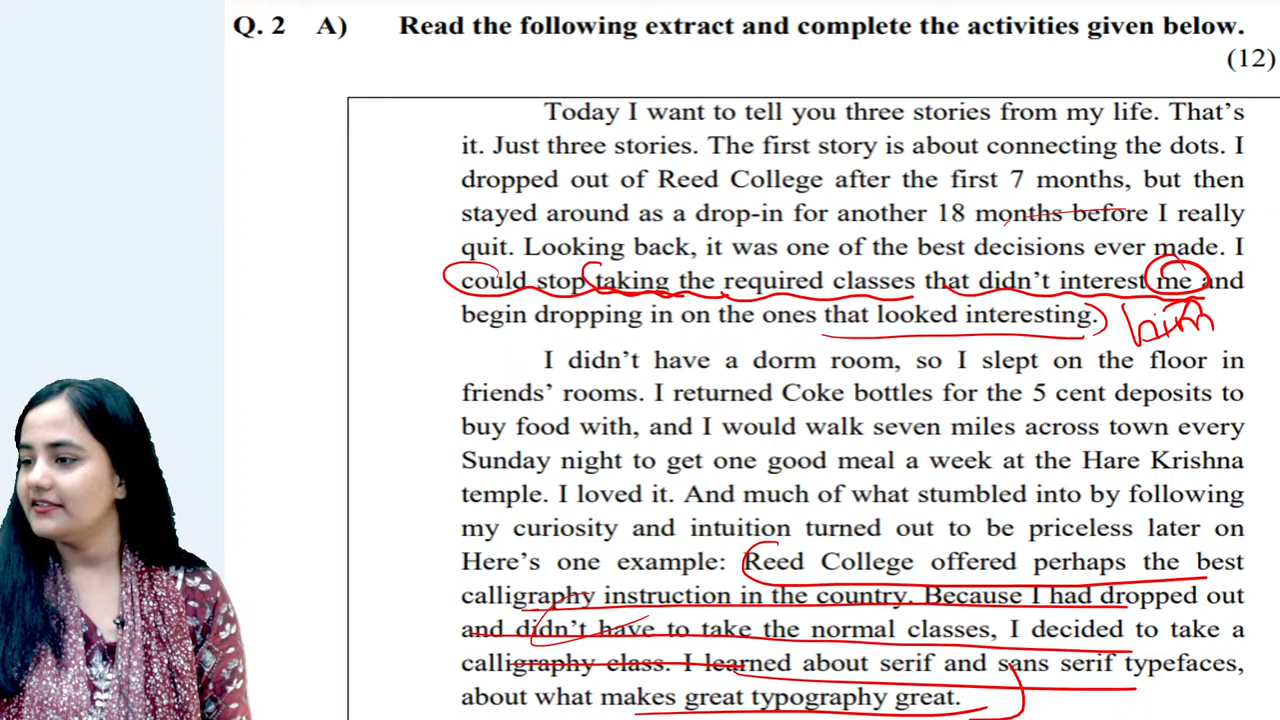 Q. 2 A) Read the following extract and complete the activities given below.
(12)
Today I want to tell you three stories from my life. That's
it. Just three stories. The first story is about connecting the dots. I
dropped out of Reed College after the first 7 months, but then
stayed around as a drop-in for another 18 months before I really
quit. Looking back, it was one of the best decisions ever made. I
could stop taking the required classes that didn't interest me and
begin dropping in on the ones that looked interesting.
him
I didn't have a dorm room, so I slept on the floor in
friends' rooms. I returned Coke bottles for the 5 cent deposits to
buy food with, and I would walk seven miles across town every
Sunday night to get one good meal a week at the Hare Krishna
temple. I loved it. And much of what stumbled into by following
my curiosity and intuition turned out to be priceless later on
Here's one example: Reed College offered perhaps the best
calligraphy instruction in the country. Because I had dropped out
and didn't have to take the normal classes, I decided to take a
calligraphy class. I learned about serif and sans serif typefaces,
about what makes great typography great.